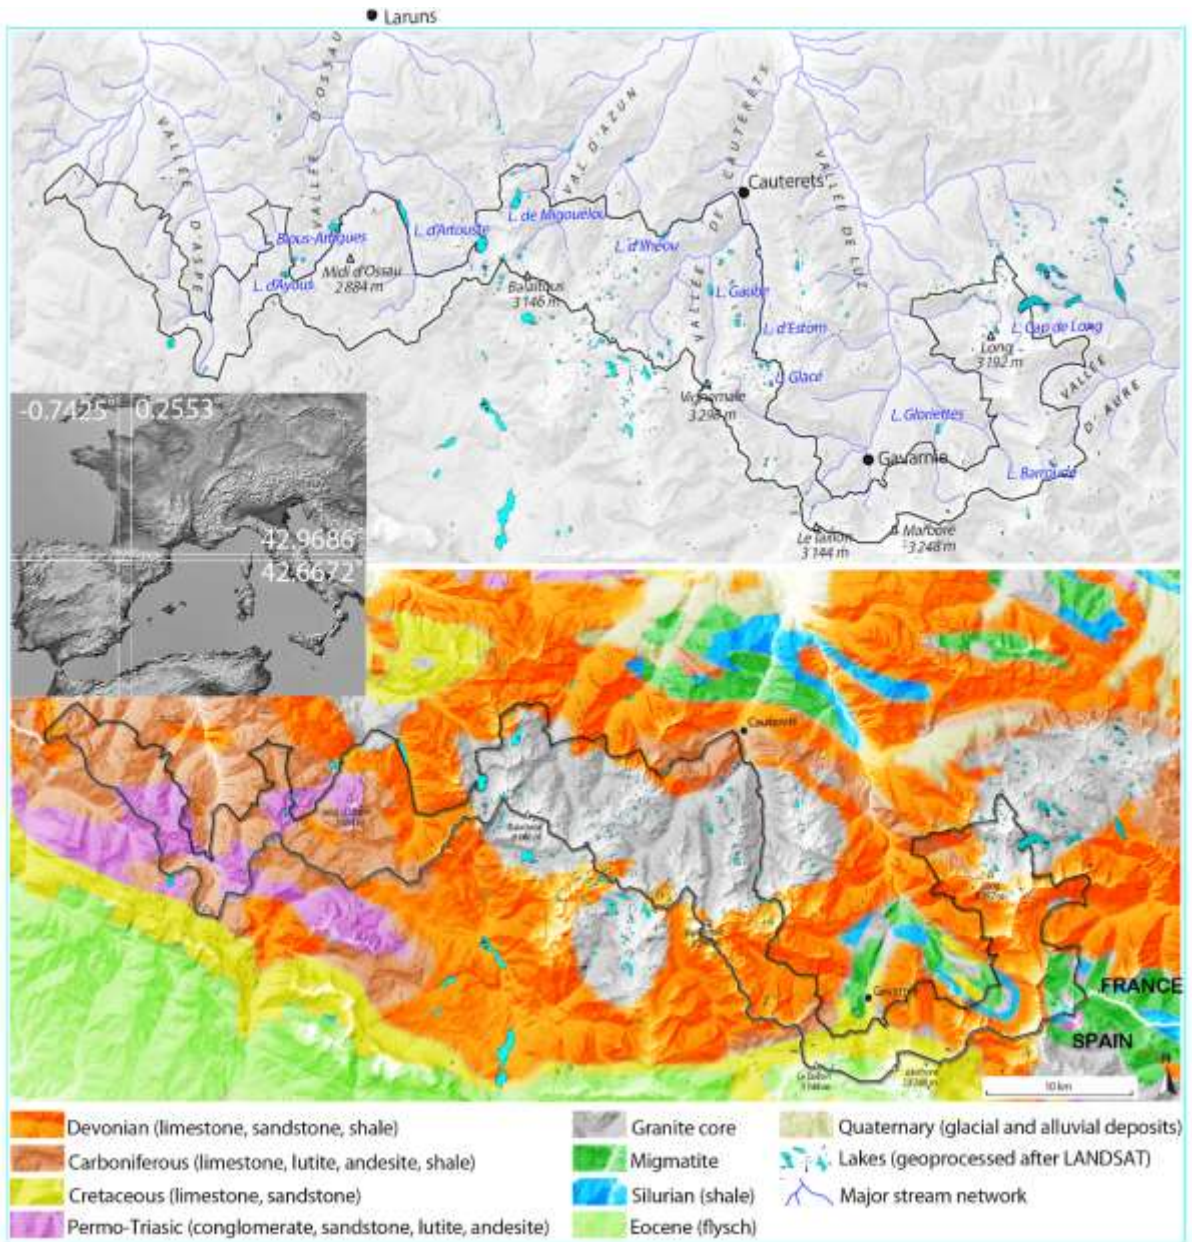 Laruns
VALLÉE D'OSSAU
VALLÉE D'ASPE
VAL D'AZUN
VALLÉE DE CAUTERETS
VALLÉE DE LUZ
Cauterets
L. de Migouélou
L. d'Artouste
L. Bious-Artigues
L. d'Ilhéou
Midi d'Ossau
2 884 m
L. d'Ayous
Balaïtous
3 146 m
L. Gaube
L. d'Estom
L. Cap de Long
Long
3 192 m
L. Glacé
VALLÉE D'AURE
Vignemale
3 298 m
L. Gloriettes
-0.7425
0.2553
Gavarnie
L. Barroude
Le Taillon
3 144 m
Marboré
3 248 m
42.9686
42.6672
Cauterets
Gavarnie
FRANCE
SPAIN
N
10 km
Devonian (limestone, sandstone, shale)
Carboniferous (limestone, lutite, andesite, shale)
Cretaceous (limestone, sandstone)
Permo-Triasic (conglomerate, sandstone, lutite, andesite)
Granite core
Migmatite
Silurian (shale)
Eocene (flysch)
Quaternary (glacial and alluvial deposits)
Lakes (geoprocessed after LANDSAT)
Major stream network